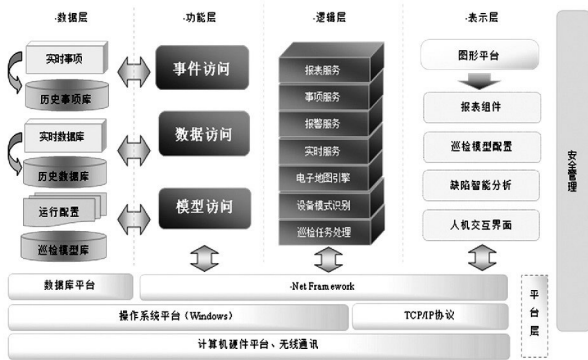 ·数据层
·功能层
·逻辑层
·表示层
实时事项
历史事项库
实时数据库
历史数据库
运行配置
巡检模型库
事件访问
数据访问
模型访问
报表服务
事项服务
报警服务
实时服务
电子地图引擎
设备模式识别
巡检任务处理
图形平台
报表组件
巡检模型配置
缺陷智能分析
人机交互界面
安全管理
数据库平台
·Net Framework
操作系统平台（Windows）
TCP/IP协议
计算机硬件平台、无线通讯
平台层